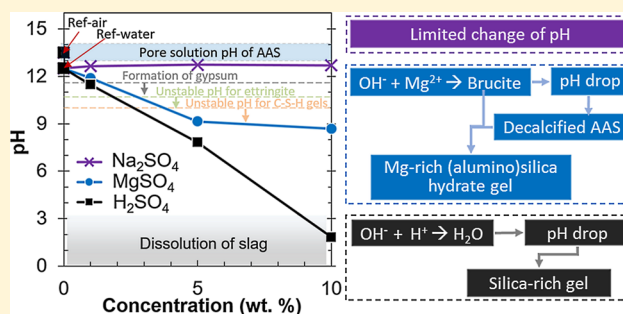 Ref-air
Ref-water
Pore solution pH of AAS
Formation of gypsum
Unstable pH for ettringite
Unstable pH for C-S-H gels
Na₂SO₄
MgSO₄
H₂SO₄
Dissolution of slag
pH
15
12
9
6
3
0
0
5
10
Concentration (wt. %)
Limited change of pH
OH⁻ + Mg²⁺ → Brucite
pH drop
Decalcified AAS
Mg-rich (alumino)silica
hydrate gel
OH⁻ + H⁺ → H₂O
pH drop
Silica-rich gel